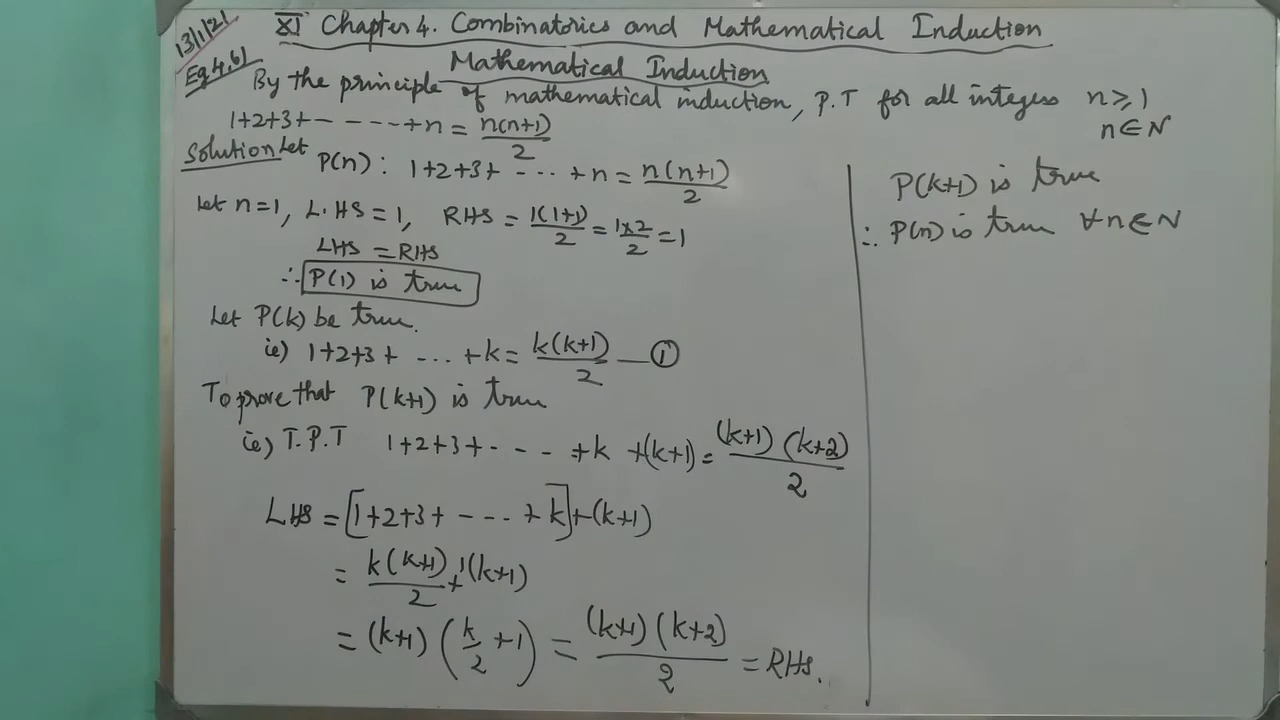 13/1/21
XI Chapter 4. Combinatorics and Mathematical Induction
Mathematical Induction
Eg 4.61
By the principle of mathematical induction, P.T for all integers n ≥ 1
n ∈ N
1+2+3+- - - - -+n = n(n+1)/2
Solution Let P(n) : 1+2+3+ - ... + n = n(n+1)/2
Let n=1, L.HS = 1, RHS = 1(1+1)/2 = 1×2/2 = 1
LHS = RHS
∴ P(1) is true
Let P(k) be true.
ie) 1+2+3+ ... +k = k(k+1)/2 — ①
To prove that P(k+1) is true
ie) T.P.T 1+2+3+- - - - +k +(k+1) = (k+1)(k+2)/2
LHS = [1+2+3+ - - - . + k]+(k+1)
= k(k+1)/2 + 1(k+1)
= (k+1)(k/2 +1) = (k+1)(k+2)/2 = RHS.
P(k+1) is true
∴ P(n) is true ∀ n ∈ N